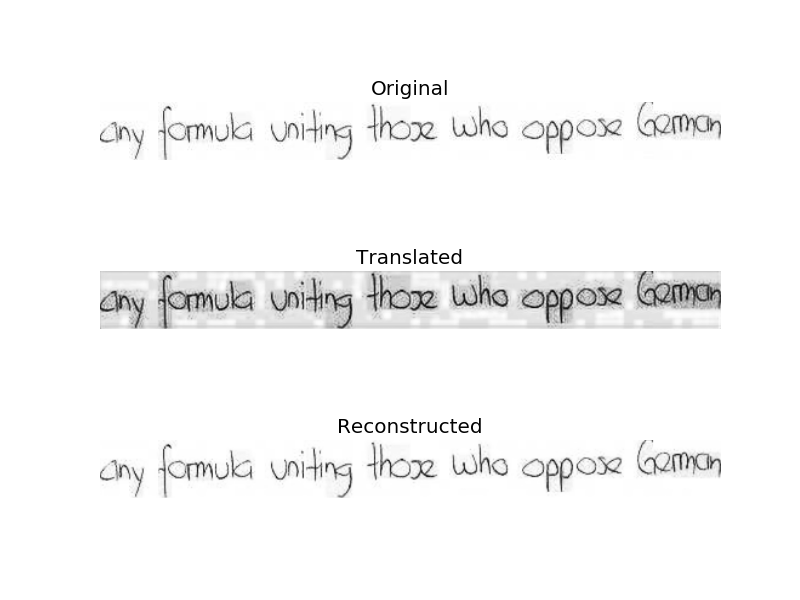 Original
any formula uniting those who oppose German
Translated
any formula uniting those who oppose German
Reconstructed
any formula uniting those who oppose German